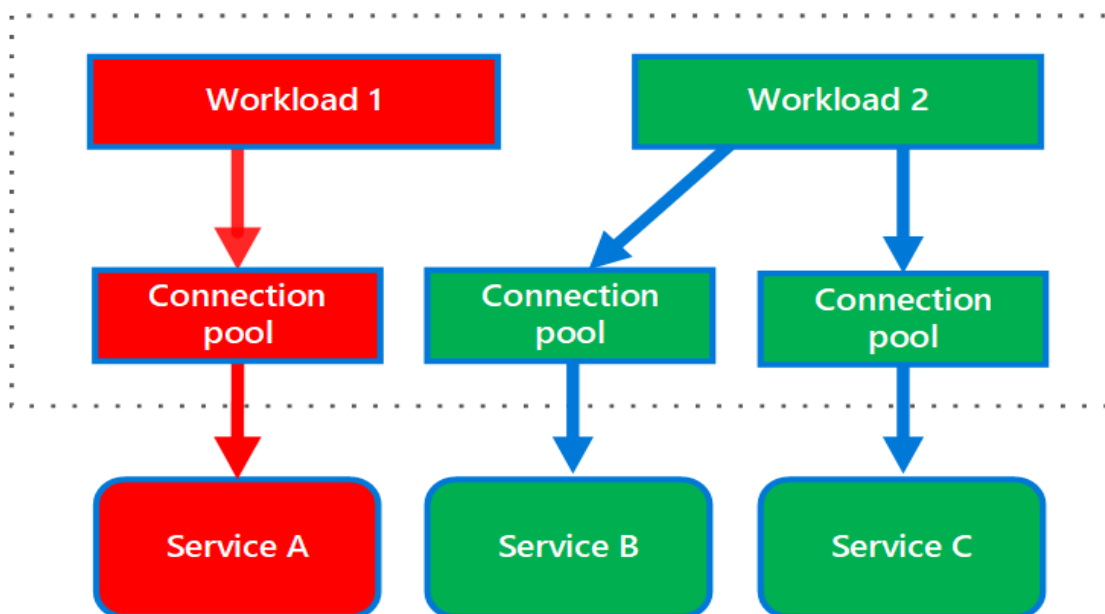 Workload 1
Workload 2
Connection
pool
Connection
pool
Connection
pool
Service A
Service B
Service C